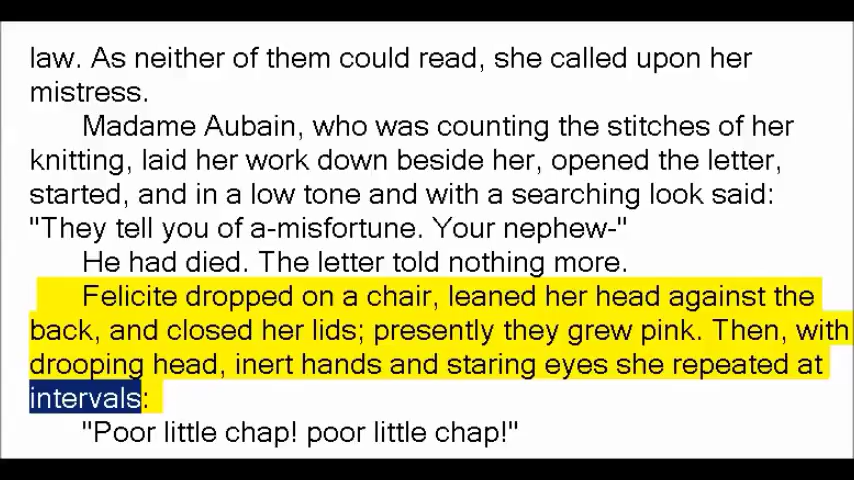 law. As neither of them could read, she called upon her
mistress.
Madame Aubain, who was counting the stitches of her
knitting, laid her work down beside her, opened the letter,
started, and in a low tone and with a searching look said:
"They tell you of a-misfortune. Your nephew-"
He had died. The letter told nothing more.
Felicite dropped on a chair, leaned her head against the
back, and closed her lids; presently they grew pink. Then, with
drooping head, inert hands and staring eyes she repeated at
intervals:
"Poor little chap! poor little chap!"